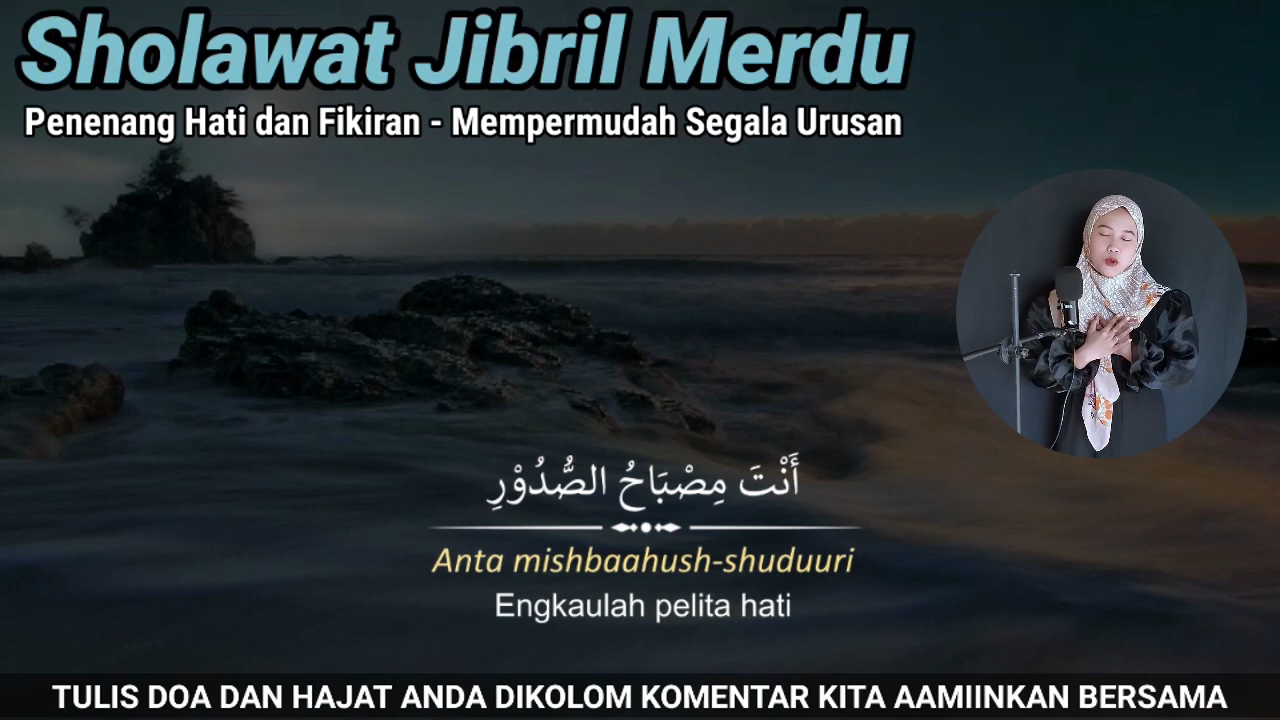 Sholawat Jibril Merdu
Penenang Hati dan Fikiran - Mempermudah Segala Urusan
أَنْتَ مِصْبَاحُ الصُّدُوْرِ
Anta mishbaahush-shuduuri
Engkaulah pelita hati
TULIS DOA DAN HAJAT ANDA DIKOLOM KOMENTAR KITA AAMIINKAN BERSAMA